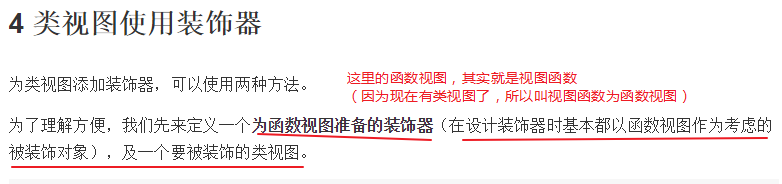 4 类视图使用装饰器
为类视图添加装饰器，可以使用两种方法。
这里的函数视图，其实就是视图函数
（因为现在有类视图了，所以叫视图函数为函数视图）
为了理解方便，我们先来定义一个为函数视图准备的装饰器（在设计装饰器时基本都以函数视图作为考虑的
被装饰对象），及一个要被装饰的类视图。